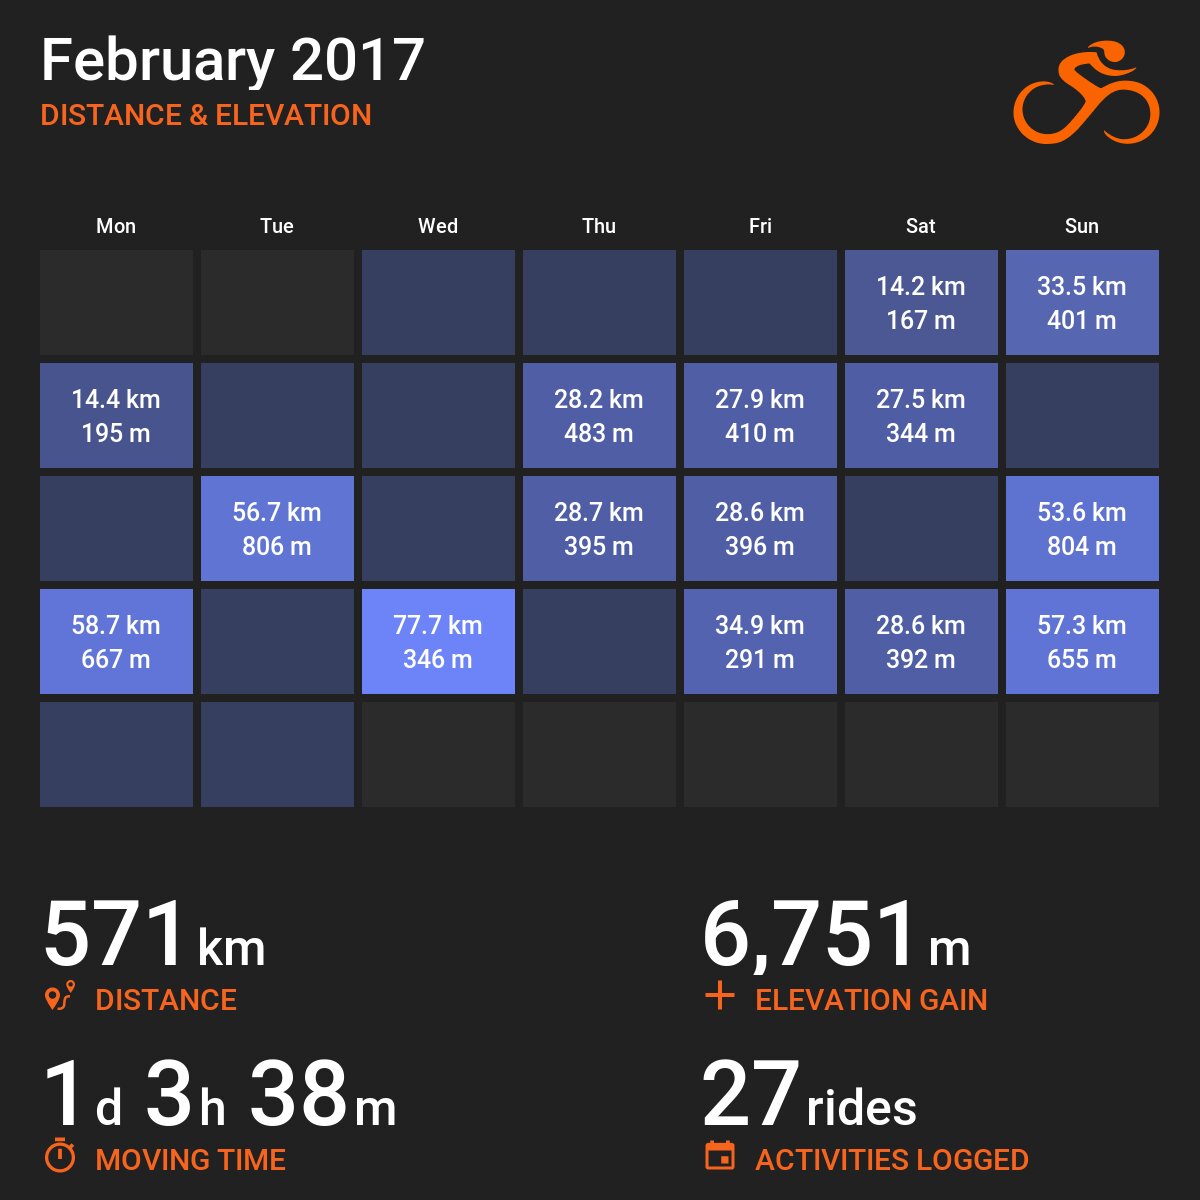 February 2017
DISTANCE & ELEVATION
Mon Tue Wed Thu Fri Sat Sun
14.2 km 33.5 km
167 m 401 m
14.4 km 28.2 km 27.9 km 27.5 km
195 m 483 m 410 m 344 m
56.7 km 28.7 km 28.6 km 53.6 km
806 m 395 m 396 m 804 m
58.7 km 77.7 km 34.9 km 28.6 km 57.3 km
667 m 346 m 291 m 392 m 655 m
571 km 6,751 m
DISTANCE ELEVATION GAIN
1 d 3 h 38 m 27 rides
MOVING TIME ACTIVITIES LOGGED